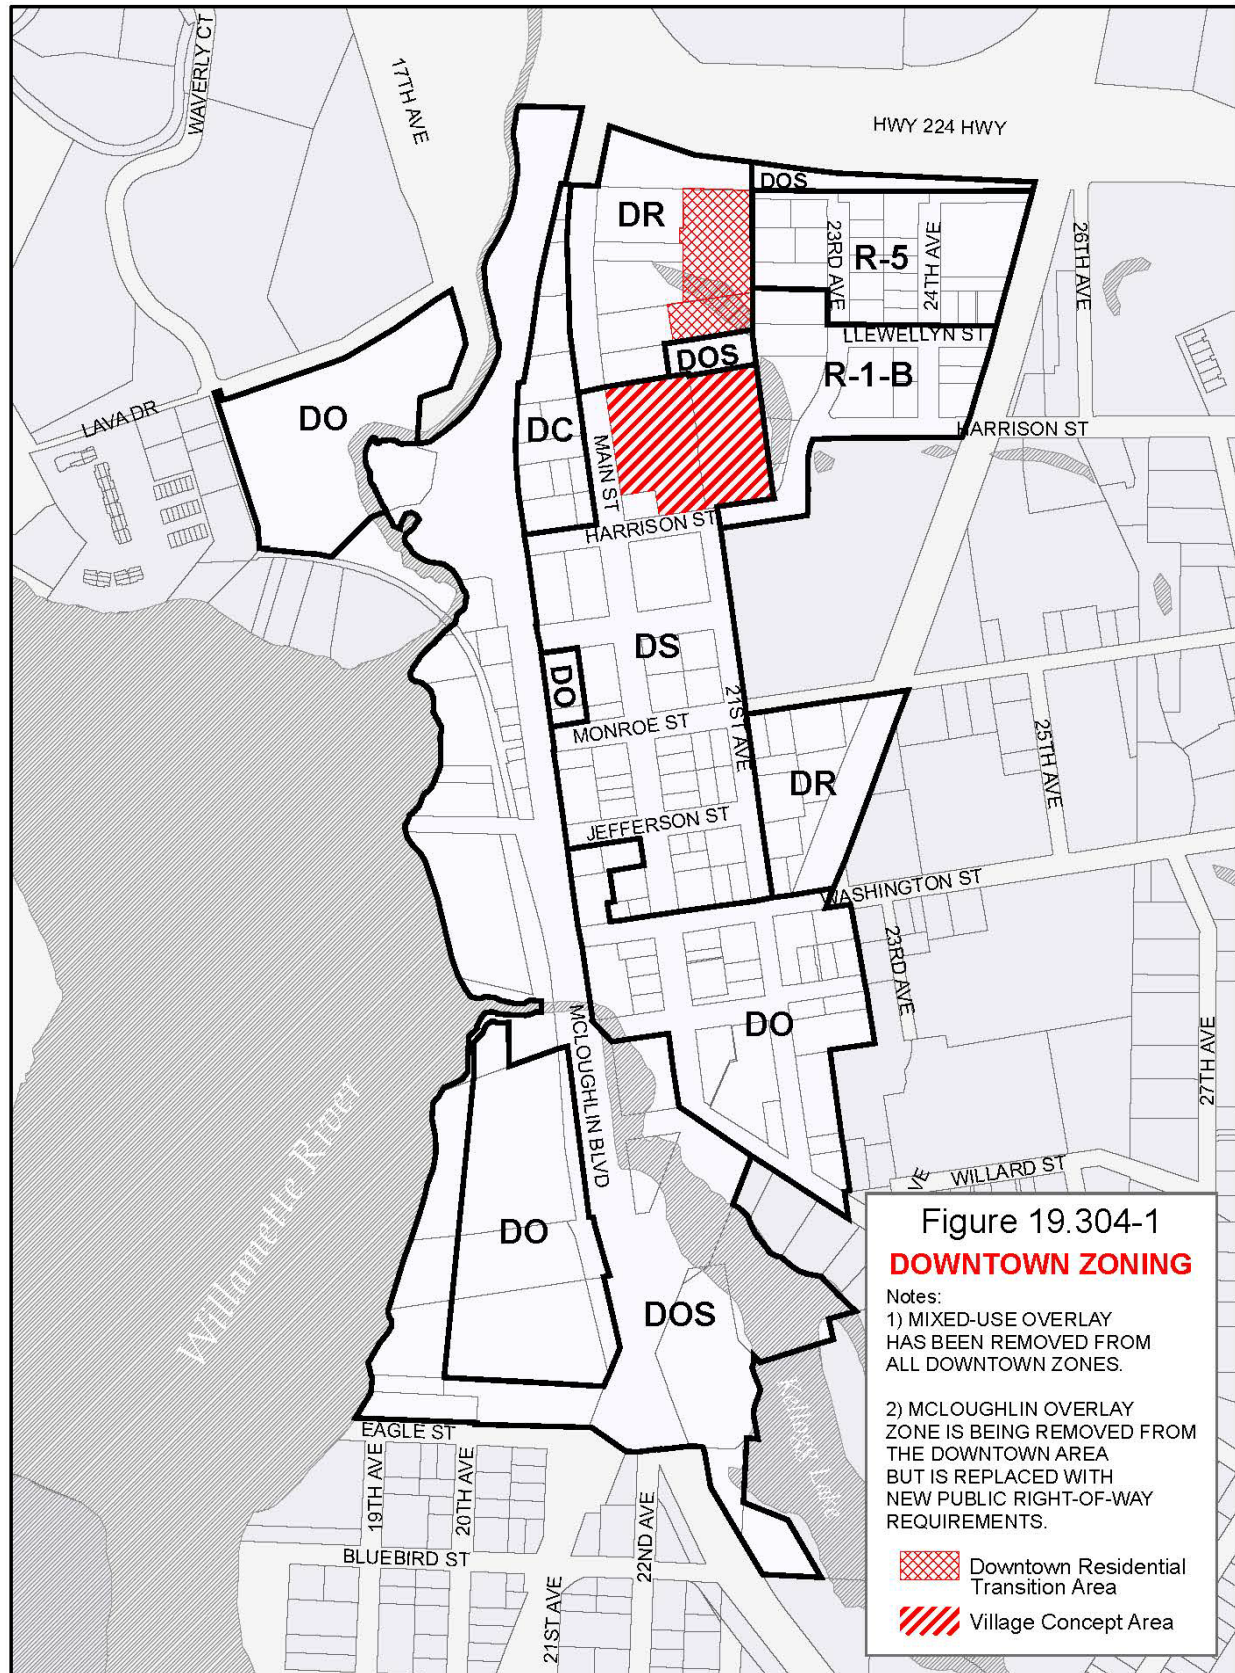 WAVERLY CT
17TH AVE
HWY 224 HWY
DOS
DR
23RD AVE
R-5
24TH AVE
26TH AVE
LLEWELLYN ST
DOS
R-1-B
LAVA DR
DO
DC
MAIN ST
HARRISON ST
HARRISON ST
DS
DO
21ST AVE
MONROE ST
25TH AVE
DR
JEFFERSON ST
WASHINGTON ST
23RD AVE
DO
MCLOUGHLIN BLVD
27TH AVE
Willamette River
AVE
WILLARD ST
DO
DOS
Kellogg Lake
EAGLE ST
19TH AVE
20TH AVE
BLUEBIRD ST
22ND AVE
21ST AVE
Figure 19.304-1
DOWNTOWN ZONING
Notes:
1) MIXED-USE OVERLAY
HAS BEEN REMOVED FROM
ALL DOWNTOWN ZONES.
2) MCLOUGHLIN OVERLAY
ZONE IS BEING REMOVED FROM
THE DOWNTOWN AREA
BUT IS REPLACED WITH
NEW PUBLIC RIGHT-OF-WAY
REQUIREMENTS.
Downtown Residential
Transition Area
Village Concept Area